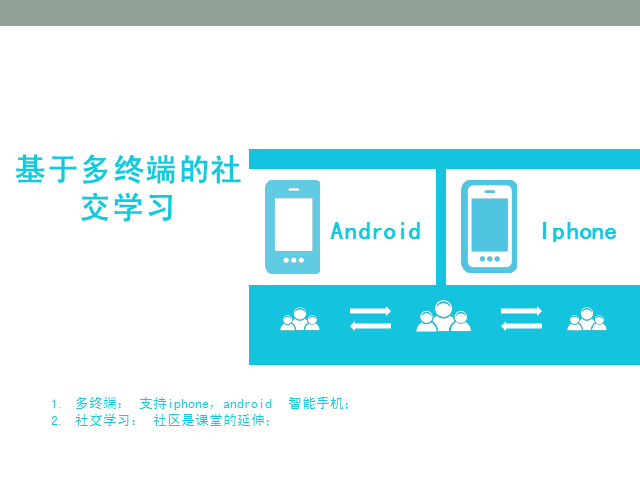 基于多终端的社
交学习
Android
Iphone
1. 多终端： 支持iphone，android 智能手机；
2. 社交学习： 社区是课堂的延伸；